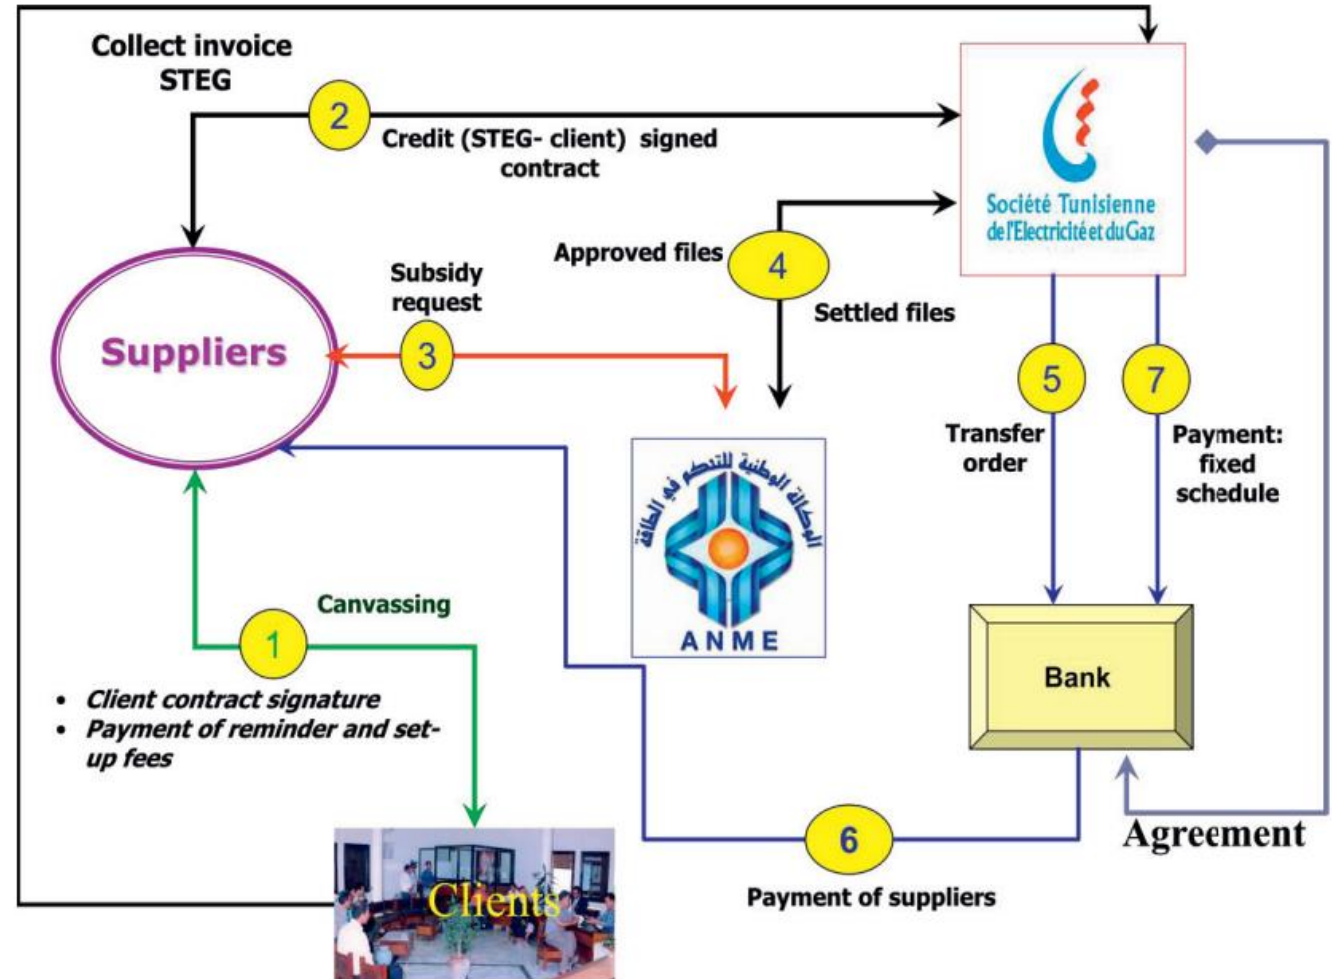 Collect invoice
STEG
2
Credit (STEG- client) signed
contract
Société Tunisienne
de l'Electricité et du Gaz
Approved files
4
Settled files
Subsidy
request
3
Suppliers
5
7
Transfer
order
Payment:
fixed
schedule
الوكالة الوطنية للتحكم في الطاقة
ANME
Canvassing
1
• Client contract signature
• Payment of reminder and set-
up fees
Bank
Agreement
6
Payment of suppliers
Clients